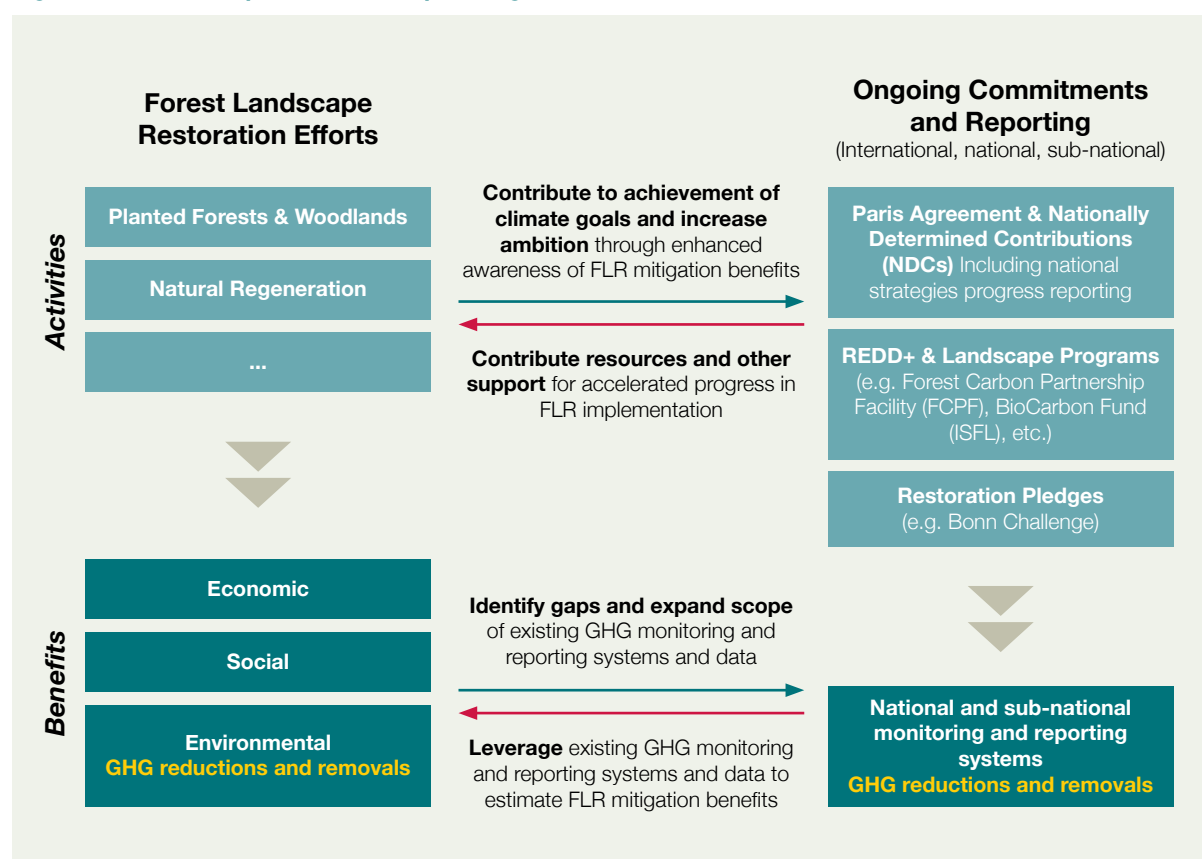 Forest Landscape
Restoration Efforts
Ongoing Commitments
and Reporting
(International, national, sub-national)
Activities
Planted Forests & Woodlands
Natural Regeneration
...
Contribute to achievement of
climate goals and increase
ambition through enhanced
awareness of FLR mitigation benefits
Contribute resources and other
support for accelerated progress in
FLR implementation
Paris Agreement & Nationally
Determined Contributions
(NDCs) Including national
strategies progress reporting
REDD+ & Landscape Programs
(e.g. Forest Carbon Partnership
Facility (FCPF), BioCarbon Fund
(ISFL), etc.)
Restoration Pledges
(e.g. Bonn Challenge)
Benefits
Economic
Social
Environmental
GHG reductions and removals
Identify gaps and expand scope
of existing GHG monitoring and
reporting systems and data
Leverage existing GHG monitoring
and reporting systems and data to
estimate FLR mitigation benefits
National and sub-national
monitoring and reporting
systems
GHG reductions and removals